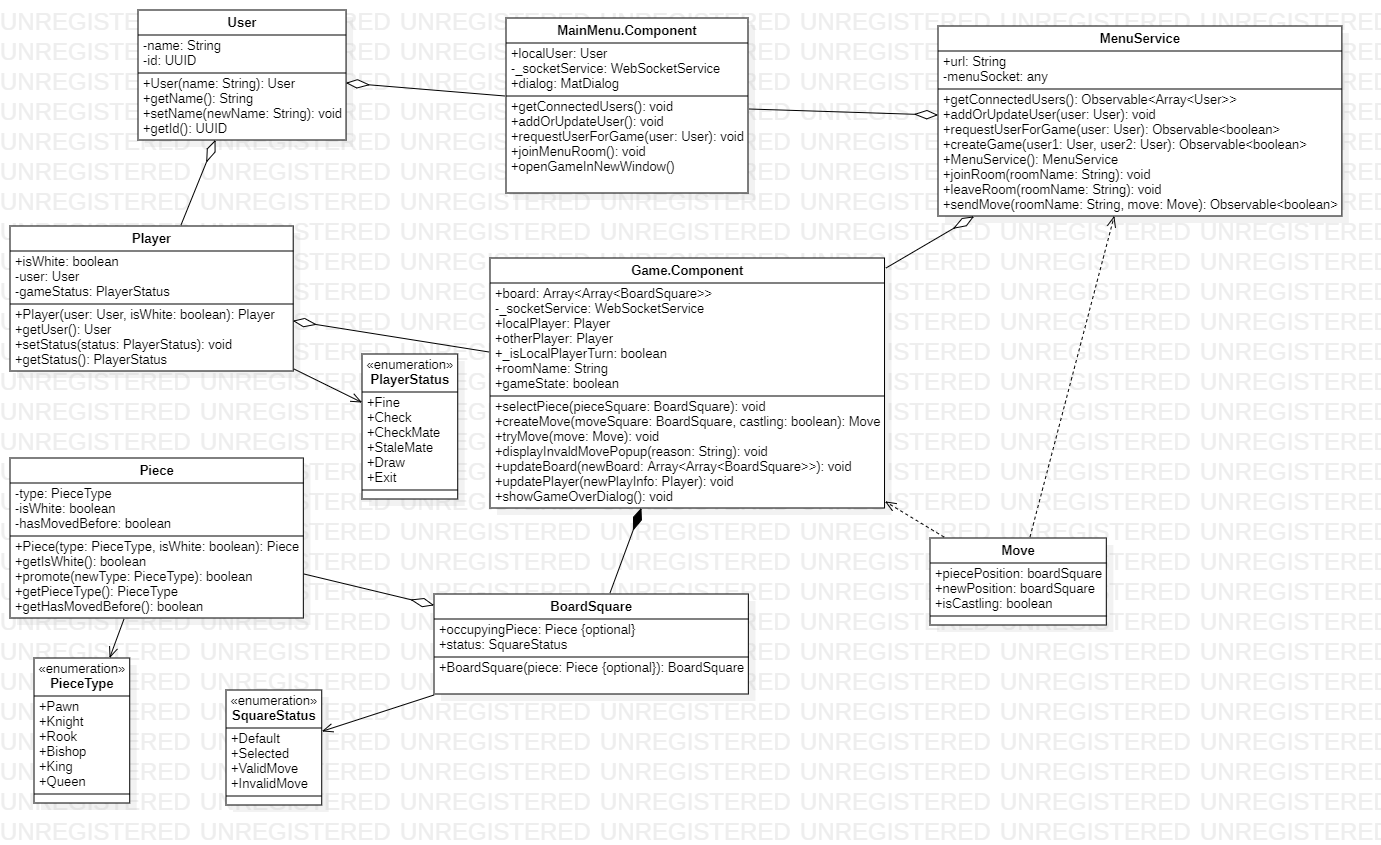 User
-name: String
-id: UUID
+User(name: String): User
+getName(): String
+setName(newName: String): void
+getId(): UUID
MainMenu.Component
+localUser: User
-_socketService: WebSocketService
+dialog: MatDialog
+getConnectedUsers(): void
+addOrUpdateUser(): void
+requestUserForGame(user: User): void
+joinMenuRoom(): void
+openGameInNewWindow()
MenuService
+url: String
-menuSocket: any
+getConnectedUsers(): Observable<Array<User>>
+addOrUpdateUser(user: User): void
+requestUserForGame(user: User): Observable<boolean>
+createGame(user1: User, user2: User): Observable<boolean>
+MenuService(): MenuService
+joinRoom(roomName: String): void
+leaveRoom(roomName: String): void
+sendMove(roomName: String, move: Move): Observable<boolean>
Player
+isWhite: boolean
-user: User
-gameStatus: PlayerStatus
+Player(user: User, isWhite: boolean): Player
+getUser(): User
+setStatus(status: PlayerStatus): void
+getStatus(): PlayerStatus
«enumeration»
PlayerStatus
+Fine
+Check
+CheckMate
+StaleMate
+Draw
+Exit
Game.Component
+board: Array<Array<BoardSquare>>
-_socketService: WebSocketService
+localPlayer: Player
+otherPlayer: Player
+_isLocalPlayerTurn: boolean
+roomName: String
+gameState: boolean
+selectPiece(pieceSquare: BoardSquare): void
+createMove(moveSquare: BoardSquare, castling: boolean): Move
+tryMove(move: Move): void
+displayInvaldMovePopup(reason: String): void
+updateBoard(newBoard: Array<Array<BoardSquare>>): void
+updatePlayer(newPlayInfo: Player): void
+showGameOverDialog(): void
Piece
-type: PieceType
-isWhite: boolean
-hasMovedBefore: boolean
+Piece(type: PieceType, isWhite: boolean): Piece
+getIsWhite(): boolean
+promote(newType: PieceType): boolean
+getPieceType(): PieceType
+getHasMovedBefore(): boolean
Move
+piecePosition: boardSquare
+newPosition: boardSquare
+isCastling: boolean
BoardSquare
+occupyingPiece: Piece {optional}
+status: SquareStatus
+BoardSquare(piece: Piece {optional}): BoardSquare
«enumeration»
PieceType
+Pawn
+Knight
+Rook
+Bishop
+King
+Queen
«enumeration»
SquareStatus
+Default
+Selected
+ValidMove
+InvalidMove
UNREGISTERED